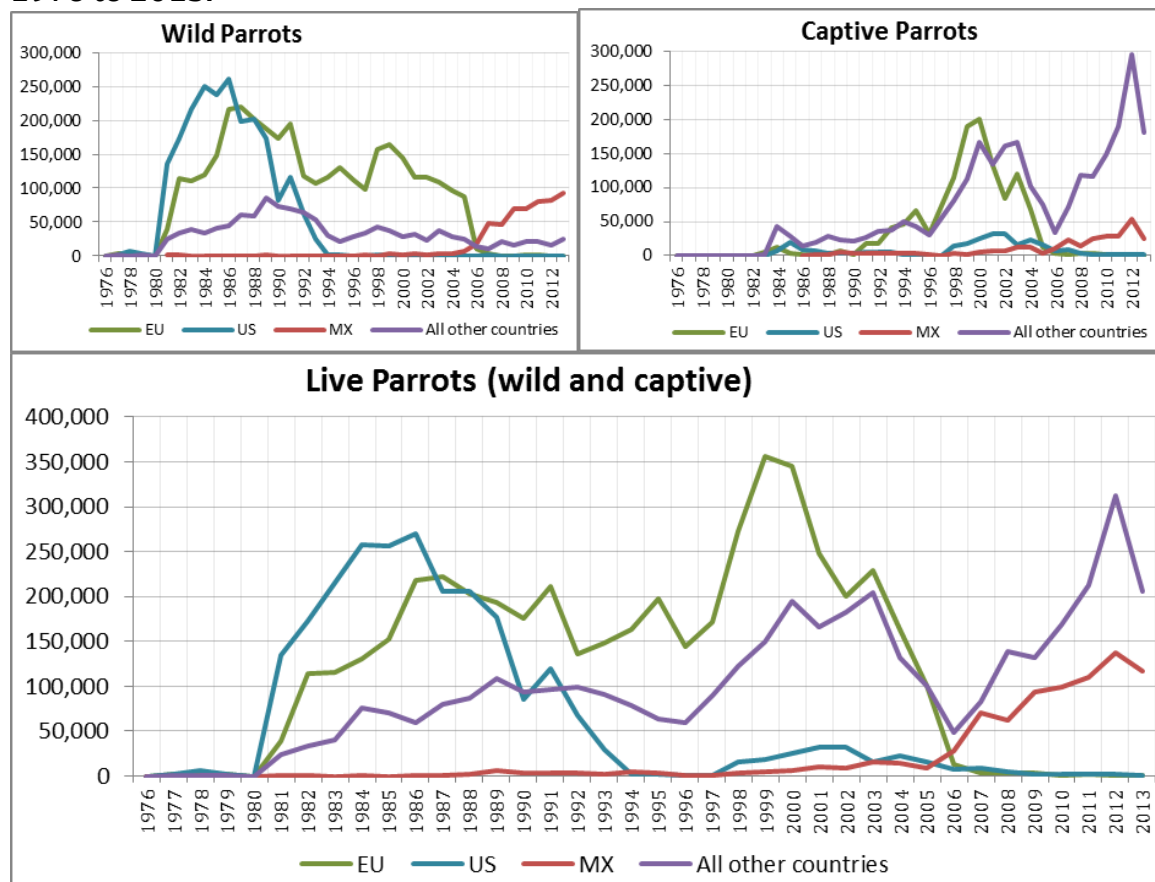 1976 to 2013.
Wild Parrots
300,000
250,000
200,000
150,000
100,000
50,000
0
1976 1978 1980 1982 1984 1986 1988 1990 1992 1994 1996 1998 2000 2002 2004 2006 2008 2010 2012
EU US MX All other countries
Captive Parrots
300,000
250,000
200,000
150,000
100,000
50,000
0
1976 1978 1980 1982 1984 1986 1988 1990 1992 1994 1996 1998 2000 2002 2004 2006 2008 2010 2012
EU US MX All other countries
Live Parrots (wild and captive)
400,000
350,000
300,000
250,000
200,000
150,000
100,000
50,000
0
1976 1977 1978 1979 1980 1981 1982 1983 1984 1985 1986 1987 1988 1989 1990 1991 1992 1993 1994 1995 1996 1997 1998 1999 2000 2001 2002 2003 2004 2005 2006 2007 2008 2009 2010 2011 2012 2013
EU US MX All other countries